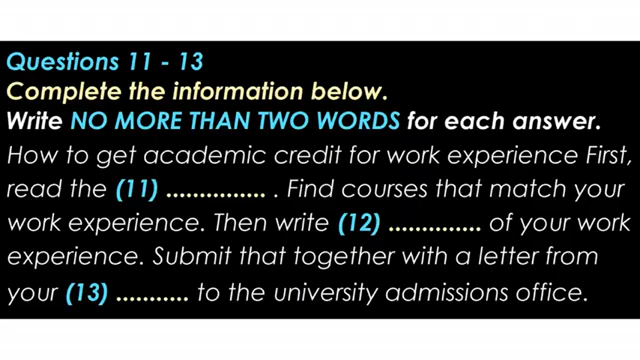 Questions 11 - 13
Complete the information below.
Write NO MORE THAN TWO WORDS for each answer.
How to get academic credit for work experience First,
read the (11) ............... . Find courses that match your
work experience. Then write (12) .............. of your work
experience. Submit that together with a letter from
your (13) ........... to the university admissions office.